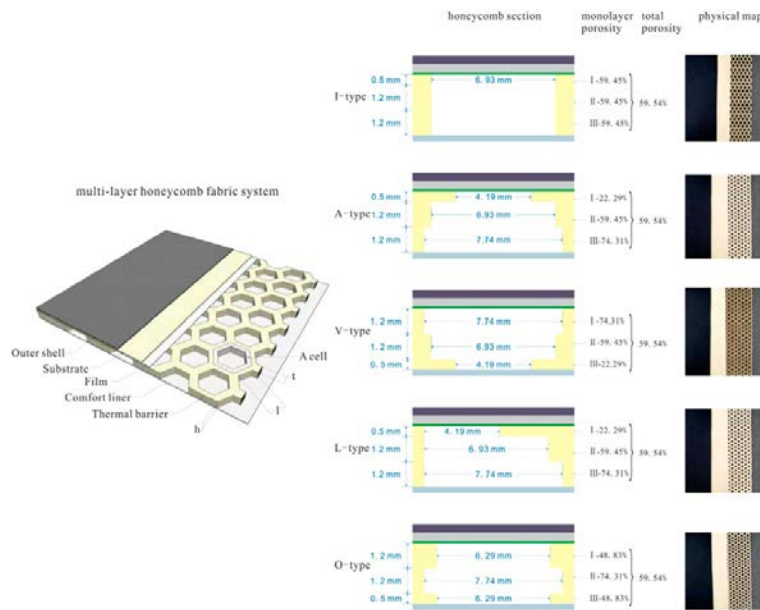 honeycomb section
monolayer porosity
total porosity
physical map
I-type
0.5 mm
1.2 mm
1.2 mm
6.93 mm
I-59.45%
II-59.45%
III-59.45%
59.54%
multi-layer honeycomb fabric system
Outer shell
Substrate
Film
Comfort liner
Thermal barrier
h
A cell
t
l
A-type
0.5 mm
1.2 mm
1.2 mm
4.19 mm
6.93 mm
7.74 mm
I-22.29%
II-59.45%
III-74.31%
59.54%
V-type
1.2 mm
1.2 mm
0.5 mm
7.74 mm
6.93 mm
4.19 mm
I-74.31%
II-59.45%
III-22.29%
59.54%
L-type
0.5 mm
1.2 mm
1.2 mm
4.19 mm
6.93 mm
7.74 mm
I-22.29%
II-59.45%
III-74.31%
59.54%
O-type
1.2 mm
1.2 mm
0.5 mm
6.29 mm
7.74 mm
6.29 mm
I-48.83%
II-74.31%
III-48.83%
59.54%